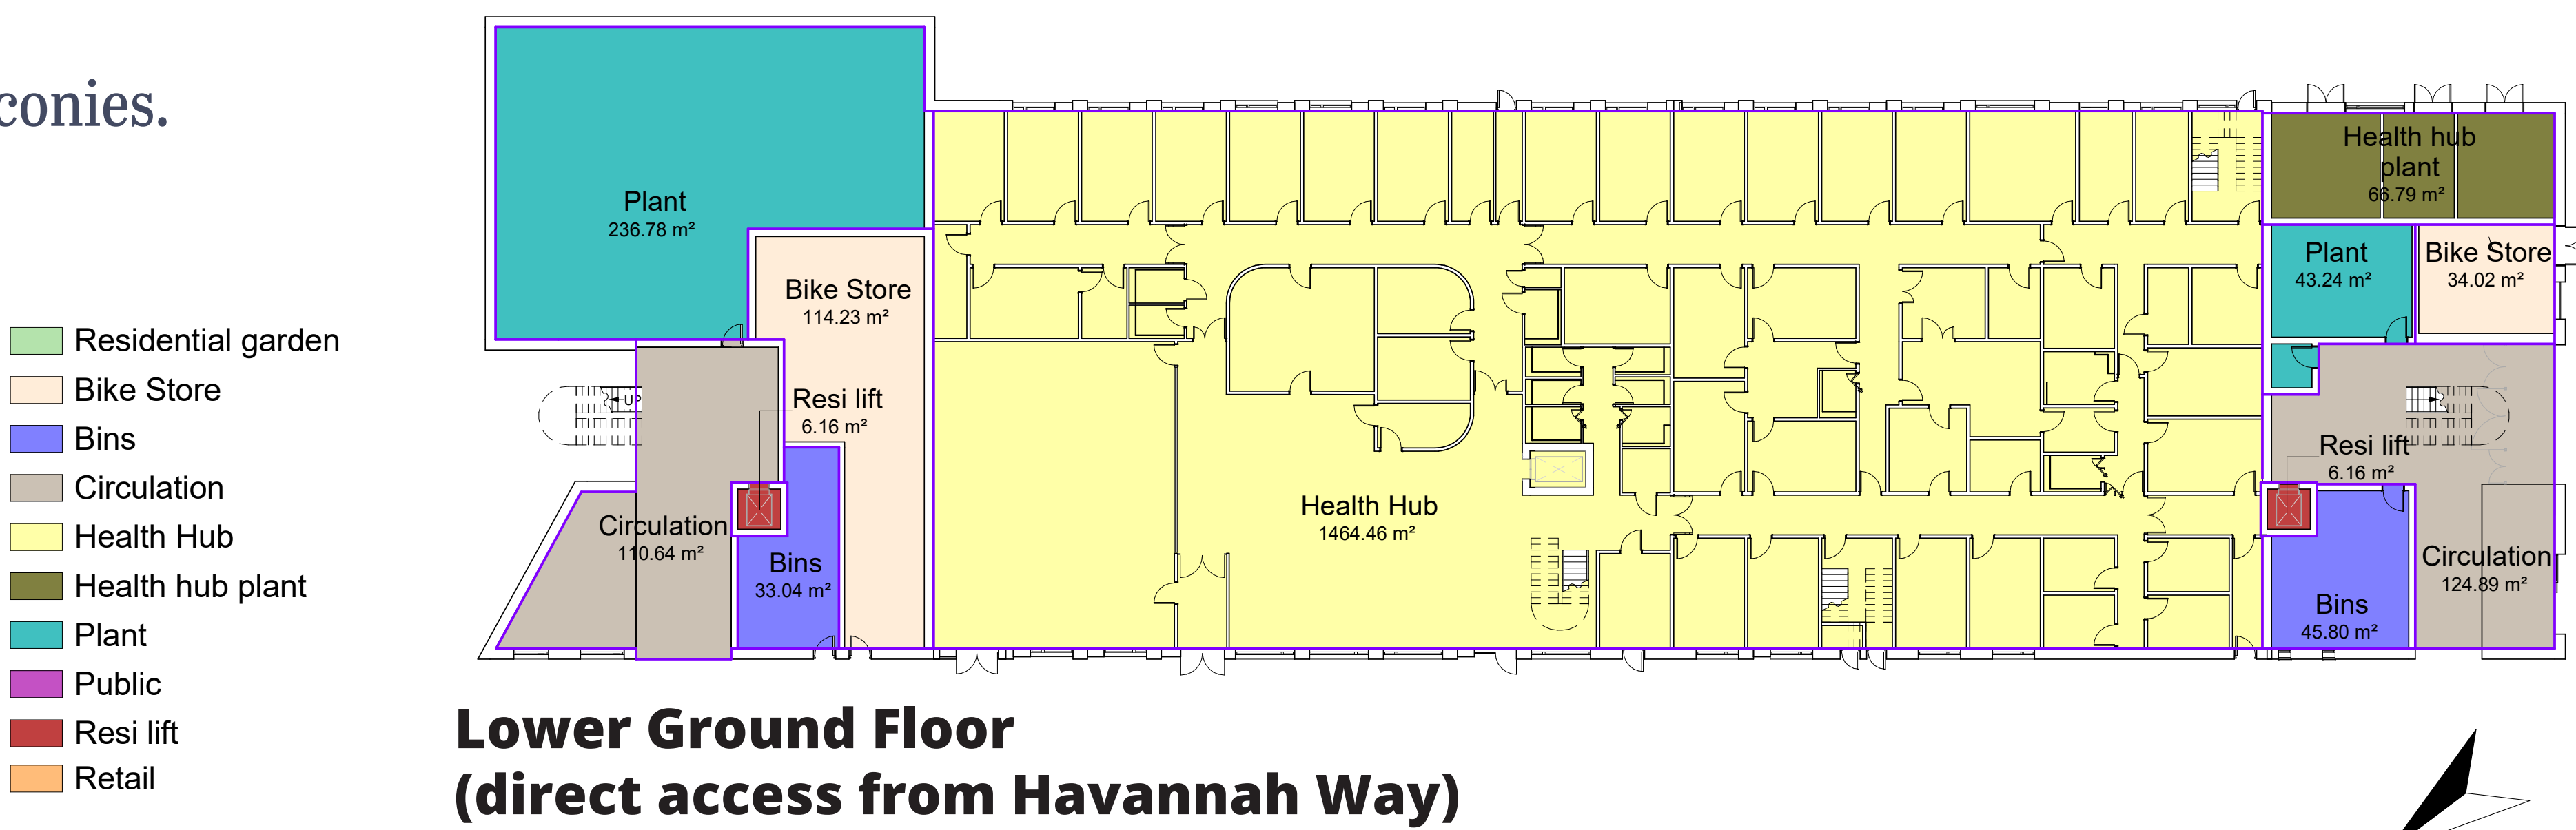 conies.
Residential garden
Bike Store
Bins
Circulation
Health Hub
Health hub plant
Plant
Public
Resi lift
Retail
Plant
236.78 m²
Bike Store
114.23 m²
Resi lift
6.16 m²
UP
Circulation
110.64 m²
Bins
33.04 m²
Health Hub
1464.46 m²
Health hub
plant
66.79 m²
Plant
43.24 m²
Bike Store
34.02 m²
Resi lift
6.16 m²
Circulation
124.89 m²
Bins
45.80 m²
Lower Ground Floor
(direct access from Havannah Way)